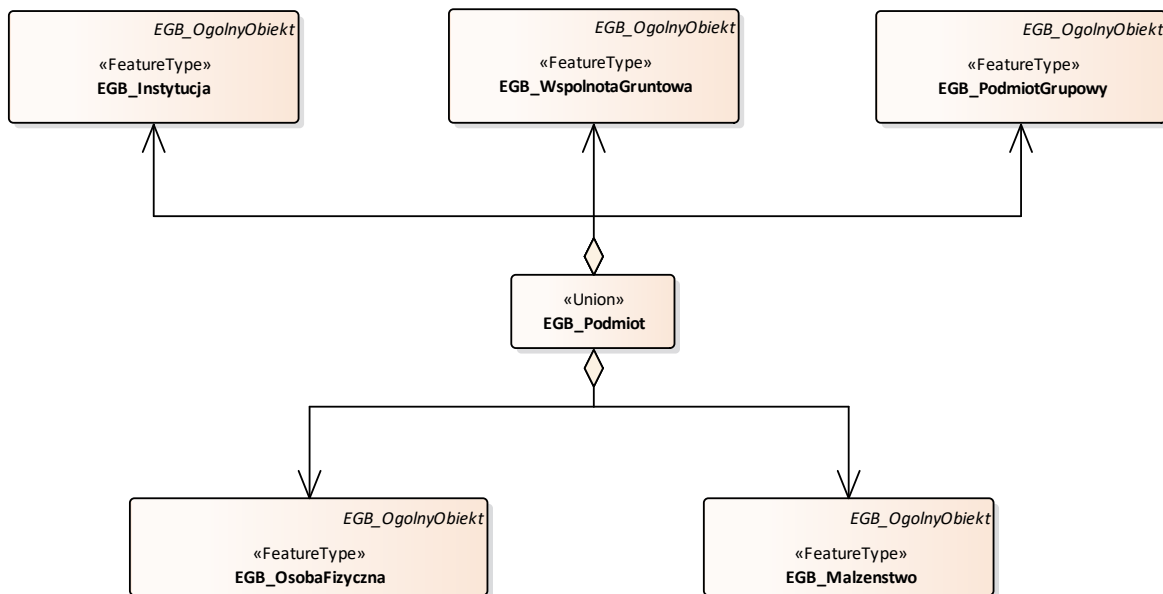 EGB_OgolnyObiekt
«FeatureType»
EGB_Instytucja
EGB_OgolnyObiekt
«FeatureType»
EGB_WspolnotaGruntowa
EGB_OgolnyObiekt
«FeatureType»
EGB_PodmiotGrupowy
«Union»
EGB_Podmiot
EGB_OgolnyObiekt
«FeatureType»
EGB_OsobaFizyczna
EGB_OgolnyObiekt
«FeatureType»
EGB_Malzenstwo